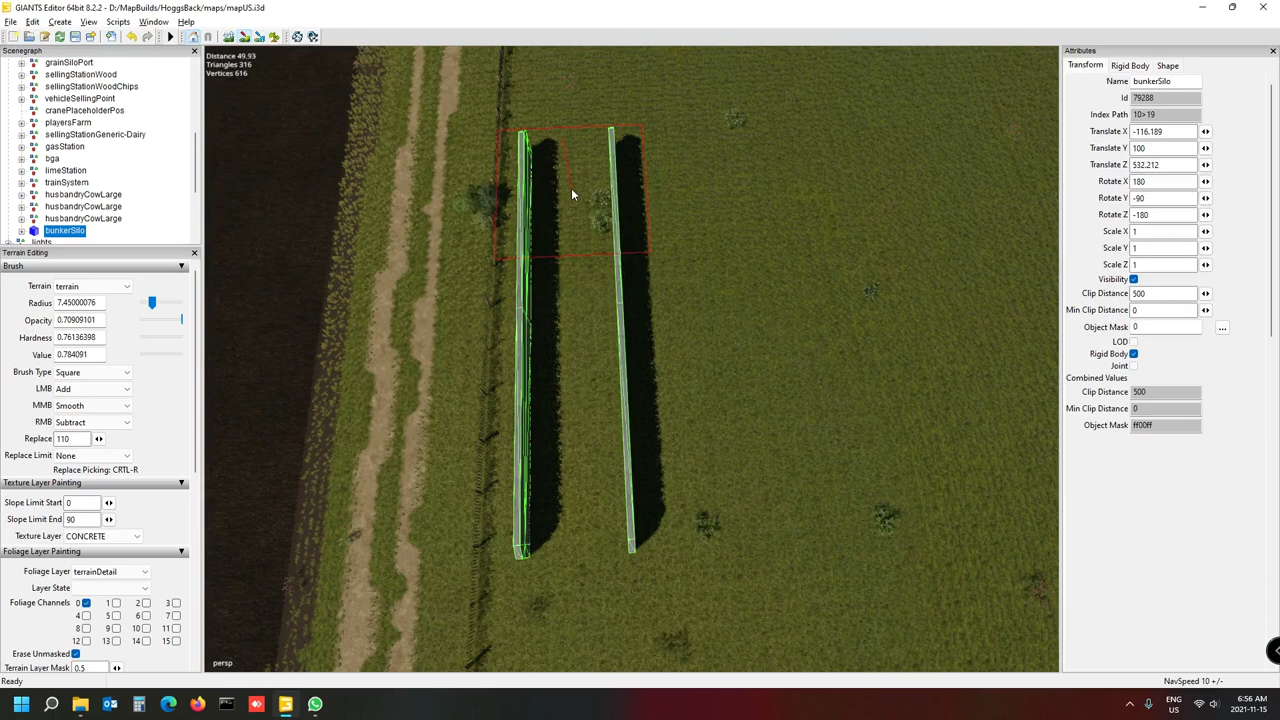 GIANTS Editor 64bit 8.2.2 - D:/MapBuilds/HoggsBack/maps/mapUS.i3d
File Edit Create View Scripts Window Help
Scenegraph
grainSiloPort
sellingStationWood
sellingStationWoodChips
vehicleSellingPoint
cranePlaceholderPos
playersFarm
sellingStationGeneric-Dairy
gasStation
bga
limeStation
trainSystem
husbandryCowLarge
husbandryCowLarge
husbandryCowLarge
bunkerSilo
lights
Terrain Editing
Brush
Terrain terrain
Radius 7.45000076
Opacity 0.70909101
Hardness 0.76136398
Value 0.784091
Brush Type Square
LMB Add
MMB Smooth
RMB Subtract
Replace 110
Replace Limit None
Replace Picking: CRTL-R
Texture Layer Painting
Slope Limit Start 0
Slope Limit End 90
Texture Layer CONCRETE
Foliage Layer Painting
Foliage Layer terrainDetail
Layer State
Foliage Channels 0 1 2 3
4 5 6 7
8 9 10 11
12 13 14 15
Erase Unmasked
Terrain Layer Mask 0.5
Ready
Distance 49.93
Triangles 316
Vertices 616
persp
Attributes
Transform Rigid Body Shape
Name bunkerSilo
Id 79288
Index Path 10>19
Translate X -116.189
Translate Y 100
Translate Z 532.212
Rotate X 180
Rotate Y -90
Rotate Z -180
Scale X 1
Scale Y 1
Scale Z 1
Visibility
Clip Distance 500
Min Clip Distance 0
Object Mask 0 ...
LOD
Rigid Body
Joint
Combined Values
Clip Distance 500
Min Clip Distance 0
Object Mask ff00ff
NavSpeed 10 +/-
ENG
US
6:56 AM
2021-11-15